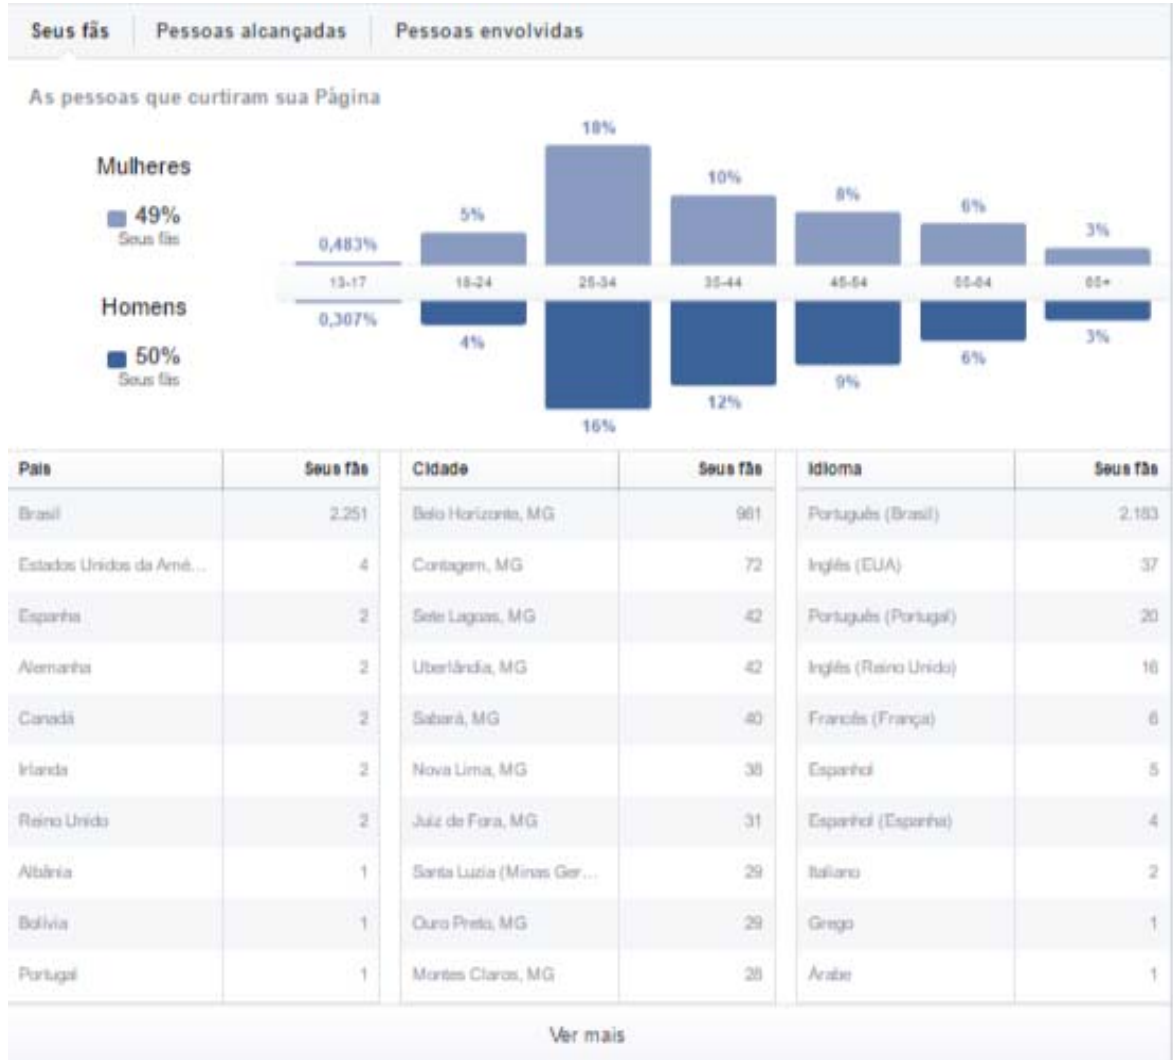 Seus fãs Pessoas alcançadas Pessoas envolvidas
As pessoas que curtiram sua Página
Mulheres
49%
Seus fãs
0,483% 5% 18% 10% 8% 6% 3%
13-17 18-24 25-34 35-44 45-54 55-64 65+
Homens
50%
Seus fãs
0,307% 4% 16% 12% 9% 6% 3%
País Seus fãs Cidade Seus fãs Idioma Seus fãs
Brasil 2.251 Belo Horizonte, MG 981 Português (Brasil) 2.183
Estados Unidos da Amé... 4 Contagem, MG 72 Inglês (EUA) 37
Espanha 2 Sete Lagoas, MG 42 Português (Portugal) 20
Alemanha 2 Uberlândia, MG 42 Inglês (Reino Unido) 16
Canadá 2 Sabará, MG 40 Francês (França) 6
Irlanda 2 Nova Lima, MG 38 Espanhol 5
Reino Unido 2 Juiz de Fora, MG 31 Espanhol (Espanha) 4
Albânia 1 Santa Luzia (Minas Ger... 29 Italiano 2
Bolívia 1 Ouro Preto, MG 29 Grego 1
Portugal 1 Montes Claros, MG 28 Árabe 1
Ver mais